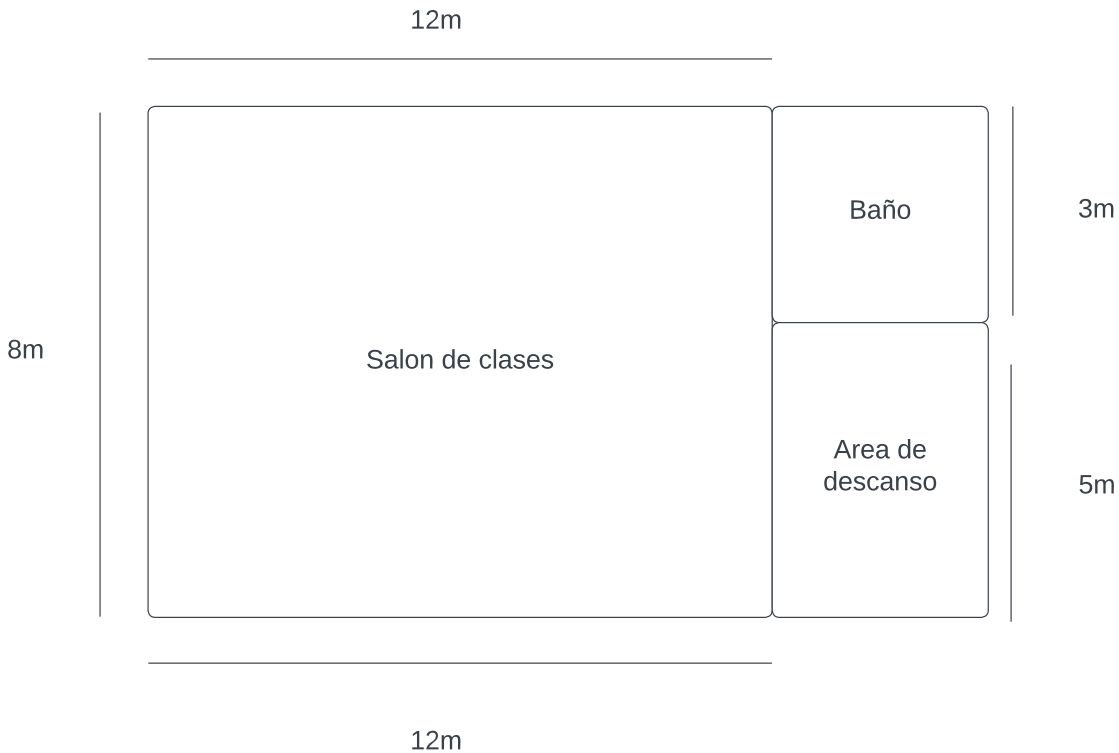 12m
Baño
3m
8m
Salon de clases
Area de
descanso
5m
12m